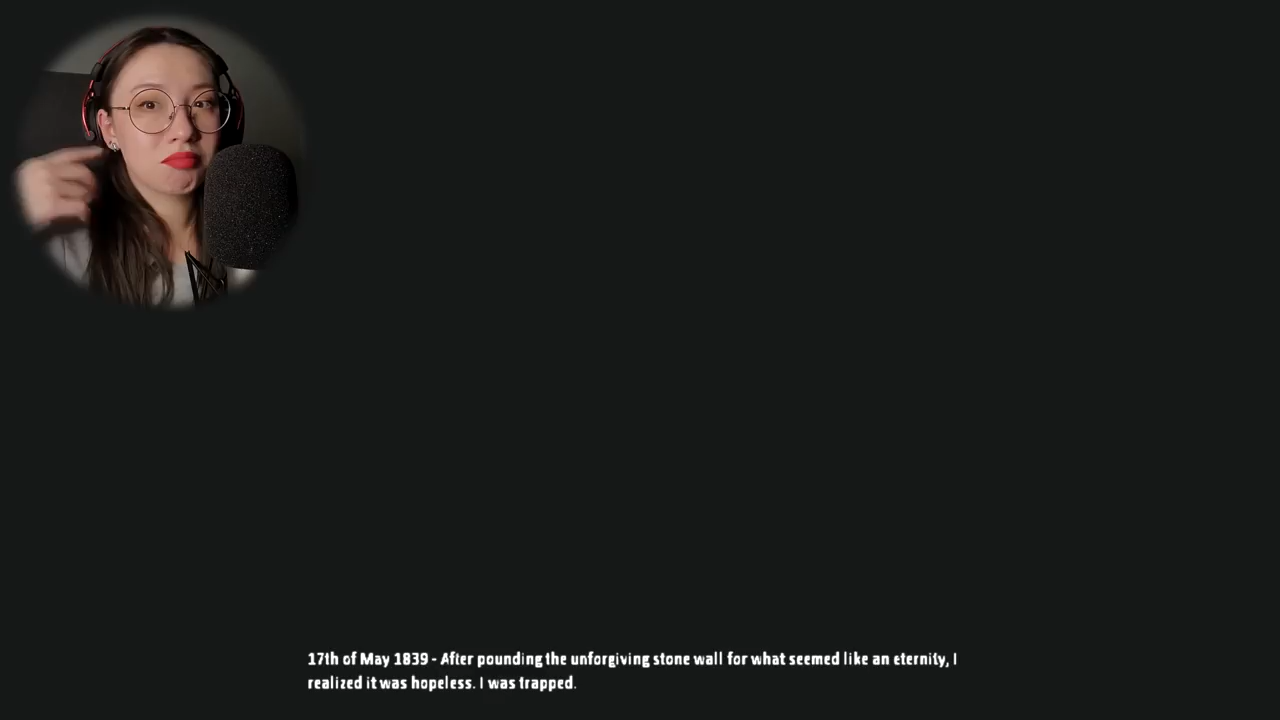 17th of May 1839 - After pounding the unforgiving stone wall for what seemed like an eternity, I
realized it was hopeless. I was trapped.